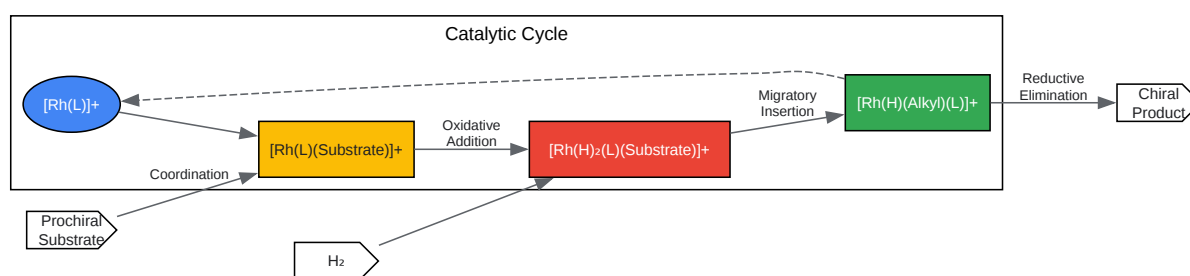 Catalytic Cycle
[Rh(L)]+
Coordination
[Rh(L)(Substrate)]+
Oxidative
Addition
[Rh(H)₂(L)(Substrate)]+
Migratory
Insertion
[Rh(H)(Alkyl)(L)]+
Reductive
Elimination
Chiral
Product
Prochiral
Substrate
H₂